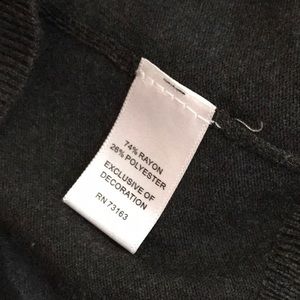 74% RAYON
26% POLYESTER
EXCLUSIVE OF
DECORATION
RN 73163